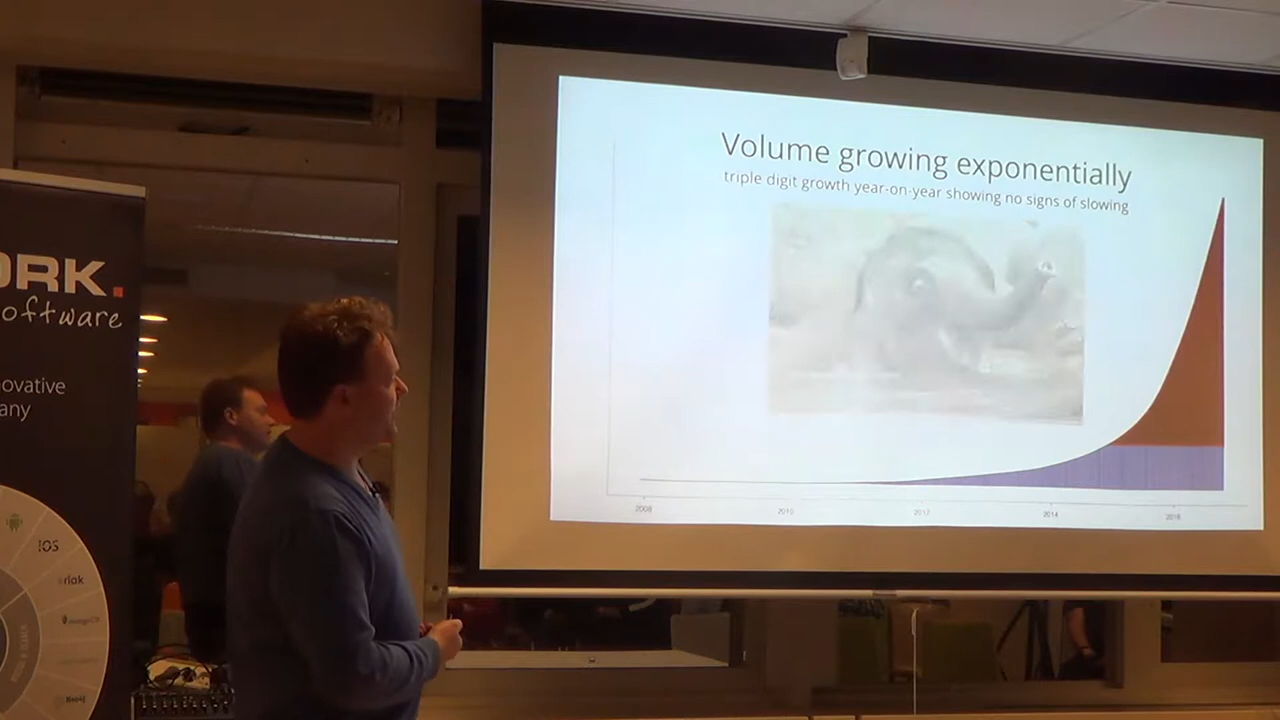 Volume growing exponentially
triple digit growth year-on-year showing no signs of slowing
2008
2010
2012
2014
2016
ORK.
oftware
ovative
any
iOS
riak